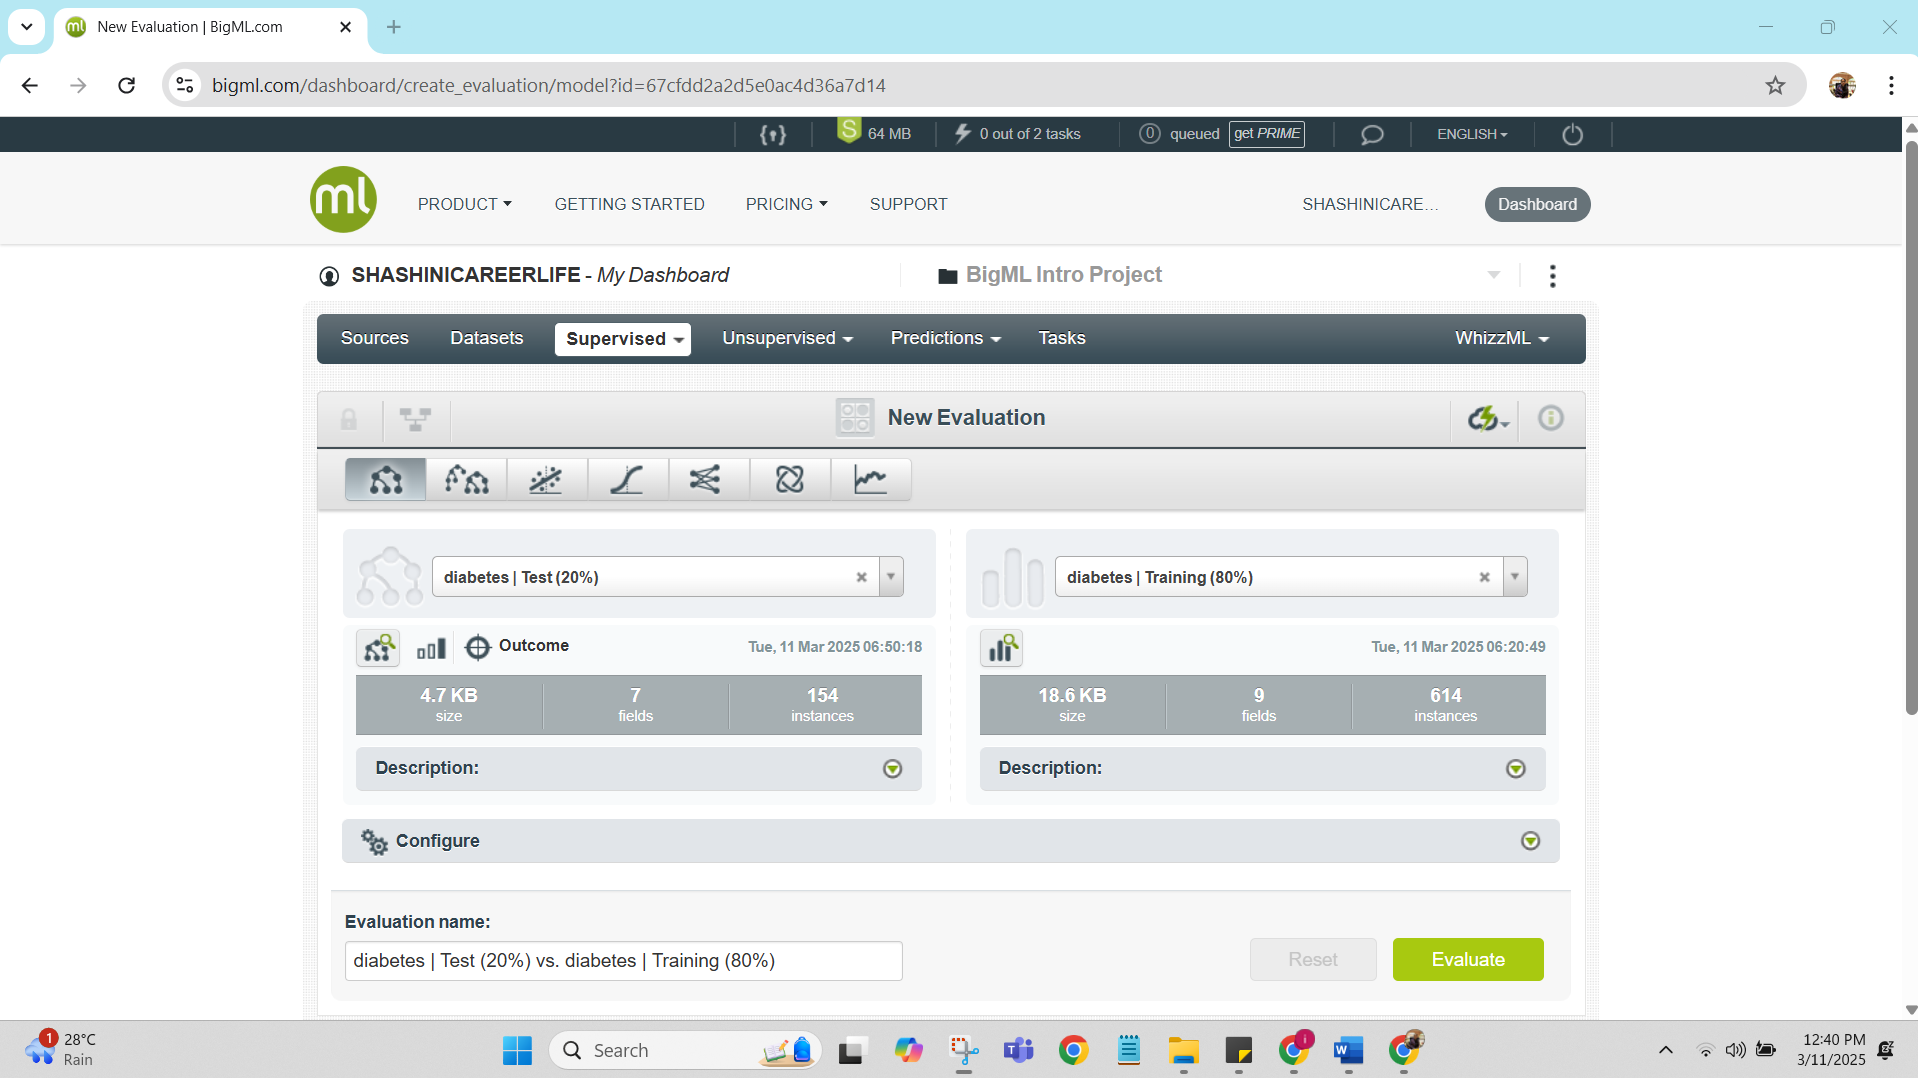 New Evaluation | BigML.com
bigml.com/dashboard/create_evaluation/model?id=67cfdd2a2d5e0ac4d36a7d14
S 64 MB 0 out of 2 tasks 0 queued get PRIME ENGLISH
ml PRODUCT GETTING STARTED PRICING SUPPORT SHASHINICARE... Dashboard
SHASHINICAREERLIFE - My Dashboard BigML Intro Project
Sources Datasets Supervised Unsupervised Predictions Tasks WhizzML
New Evaluation
diabetes | Test (20%) diabetes | Training (80%)
Outcome Tue, 11 Mar 2025 06:50:18 Tue, 11 Mar 2025 06:20:49
4.7 KB 7 154 18.6 KB 9 614
size fields instances size fields instances
Description: Description:
Configure
Evaluation name:
diabetes | Test (20%) vs. diabetes | Training (80%) Reset Evaluate
1 28°C
Rain
Search
12:40 PM
3/11/2025